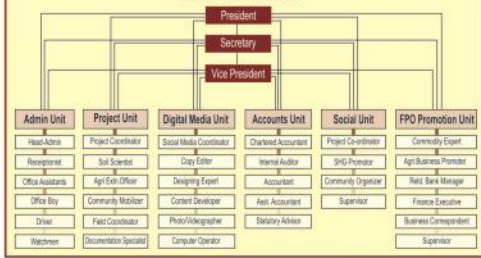 President
Secretary
Vice President
Admin Unit
Head-Admin
Receiptionist
Office Assistants
Office Boy
Driver
Watchmen
Project Unit
Project Coordinator
Soil Scientist
Agri Extn.Officer
Community Mobilizer
Field Coordinator
Documentation Specialist
Digital Media Unit
Social Media Coordinator
Copy Editor
Designing Expert
Content Developer
Photo/Videographer
Computer Operator
Accounts Unit
Chartered Accountant
Internal Auditor
Accountant
Asst. Accountant
Statutory Advisor
Social Unit
Project Co-ordinator
SHG Promotor
Community Organizer
Supervisor
FPO Promotion Unit
Commodity Expert
Agri.Business Promoter
Retd. Bank Manager
Finance Executive
Business Correspondent
Supervisor